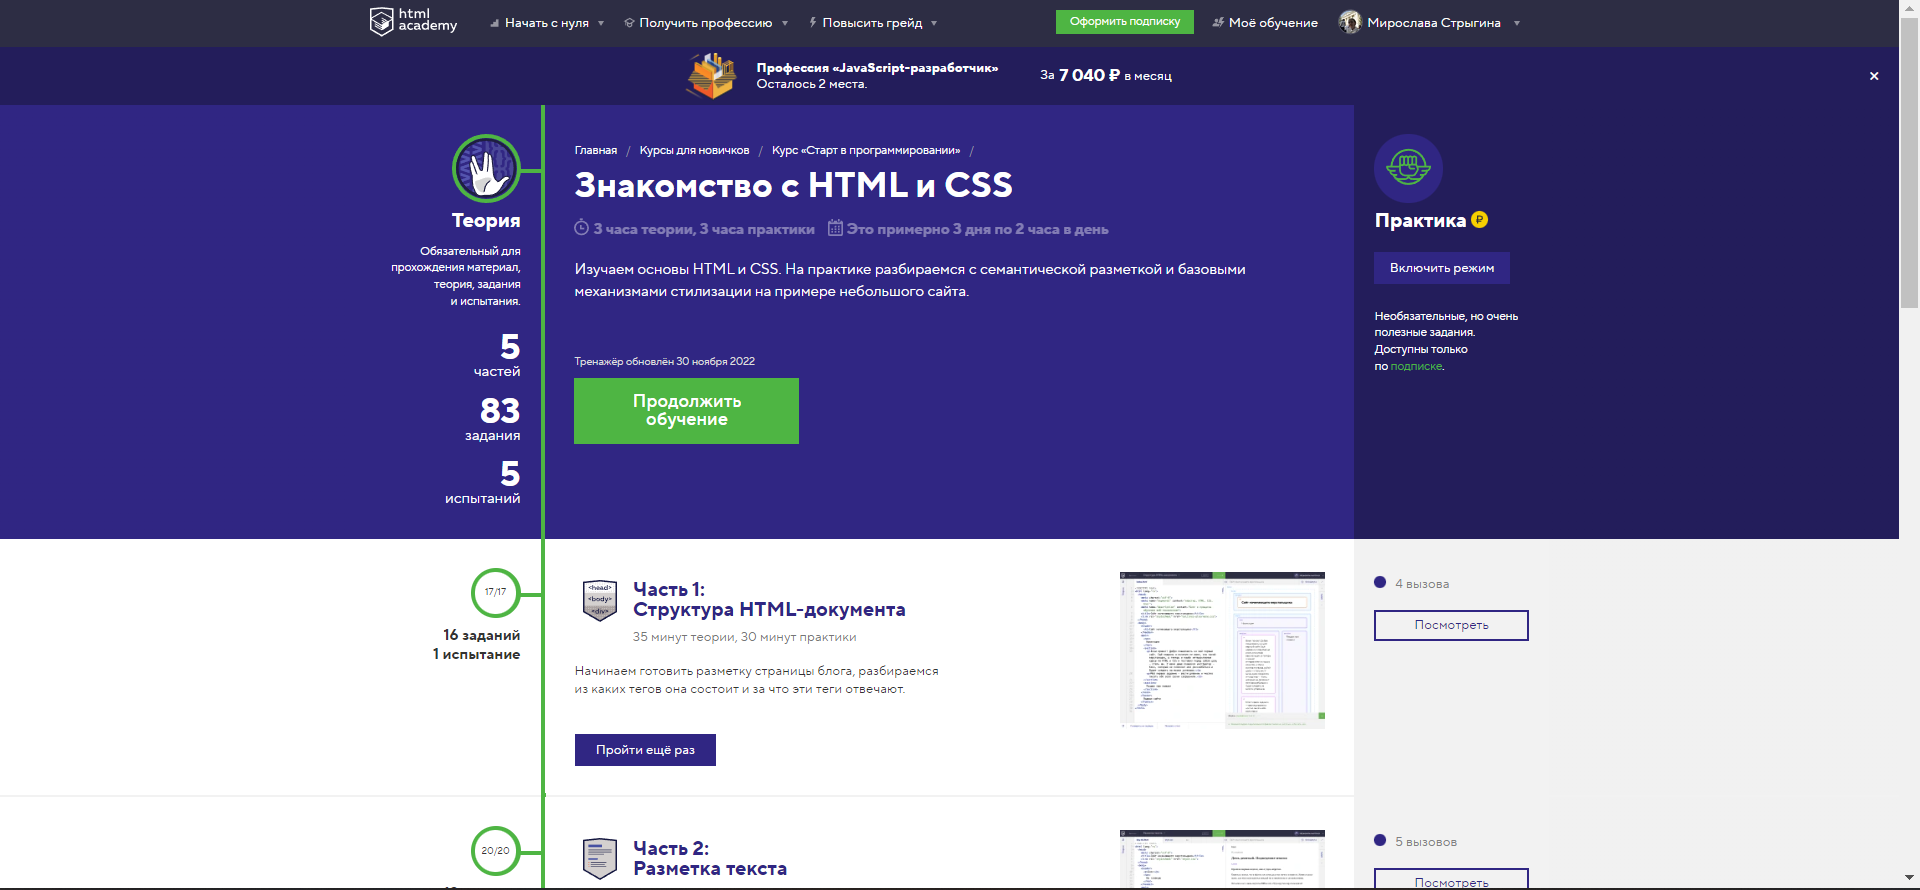 html
academy
Начать с нуля
Получить профессию
Повысить грейд
Оформить подписку
Моё обучение
Мирослава Стрыгина
Профессия «JavaScript-разработчик»
Осталось 2 места.
За 7 040 ₽ в месяц
Теория
Обязательный для
прохождения материал,
теория, задания
и испытания.
5
частей
83
задания
5
испытаний
Главная / Курсы для новичков / Курс «Старт в программировании» /
Знакомство с HTML и CSS
3 часа теории, 3 часа практики
Это примерно 3 дня по 2 часа в день
Изучаем основы HTML и CSS. На практике разбираемся с семантической разметкой и базовыми
механизмами стилизации на примере небольшого сайта.
Тренажёр обновлён 30 ноября 2022
Продолжить
обучение
Практика ₽
Включить режим
Необязательные, но очень
полезные задания.
Доступны только
по подписке.
17/17
16 заданий
1 испытание
<head>
<body>
<div>
Часть 1:
Структура HTML-документа
35 минут теории, 30 минут практики
Начинаем готовить разметку страницы блога, разбираемся
из каких тегов она состоит и за что эти теги отвечают.
Пройти ещё раз
4 вызова
Посмотреть
20/20
Часть 2:
Разметка текста
5 вызовов
Посмотреть